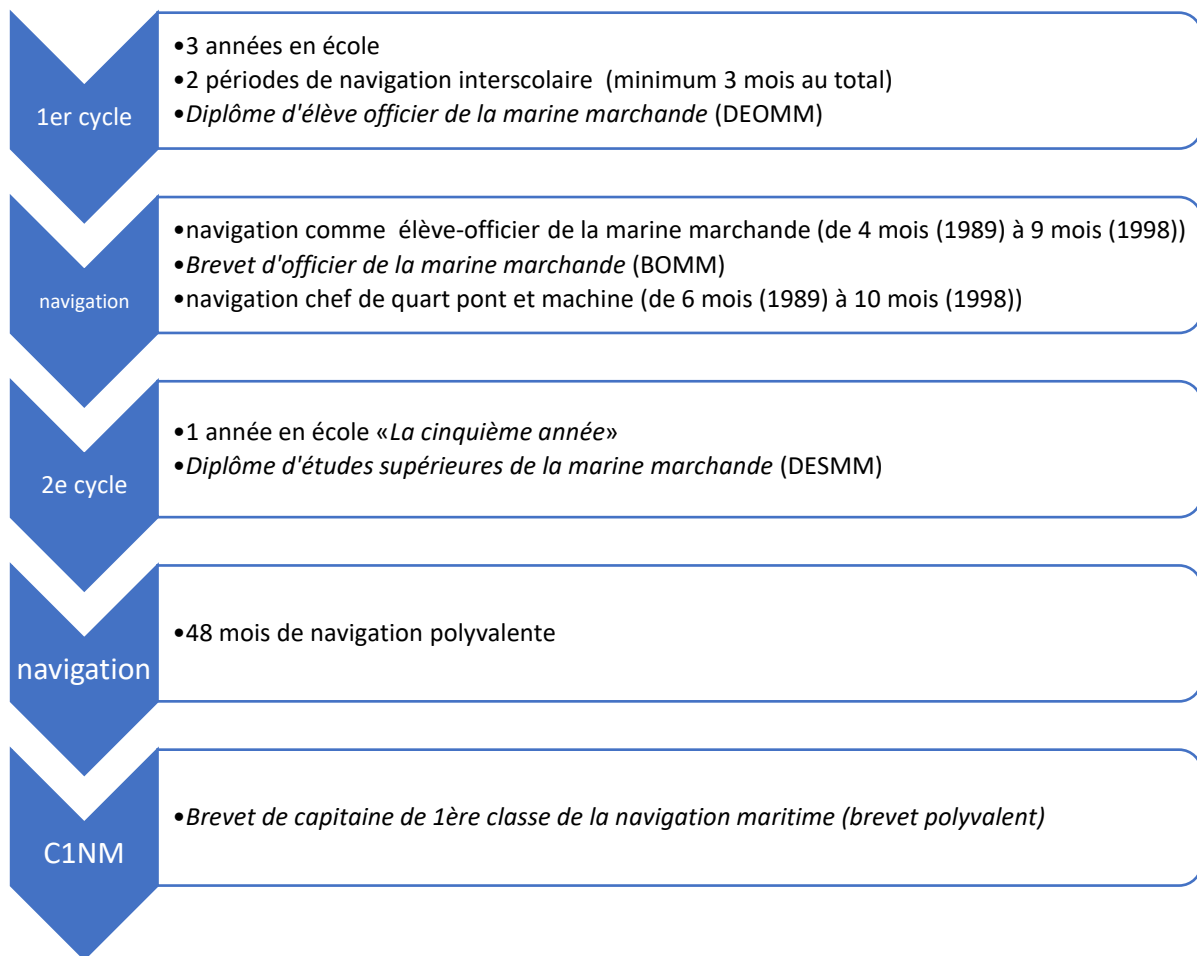 1er cycle
•3 années en école
•2 périodes de navigation interscolaire  (minimum 3 mois au total)
•Diplôme d'élève officier de la marine marchande (DEOMM)
navigation
•navigation comme  élève-officier de la marine marchande (de 4 mois (1989) à 9 mois (1998))
•Brevet d'officier de la marine marchande (BOMM)
•navigation chef de quart pont et machine (de 6 mois (1989) à 10 mois (1998))
2e cycle
•1 année en école «La cinquième année»
•Diplôme d'études supérieures de la marine marchande (DESMM)
navigation
•48 mois de navigation polyvalente
C1NM
•Brevet de capitaine de 1ère classe de la navigation maritime (brevet polyvalent)